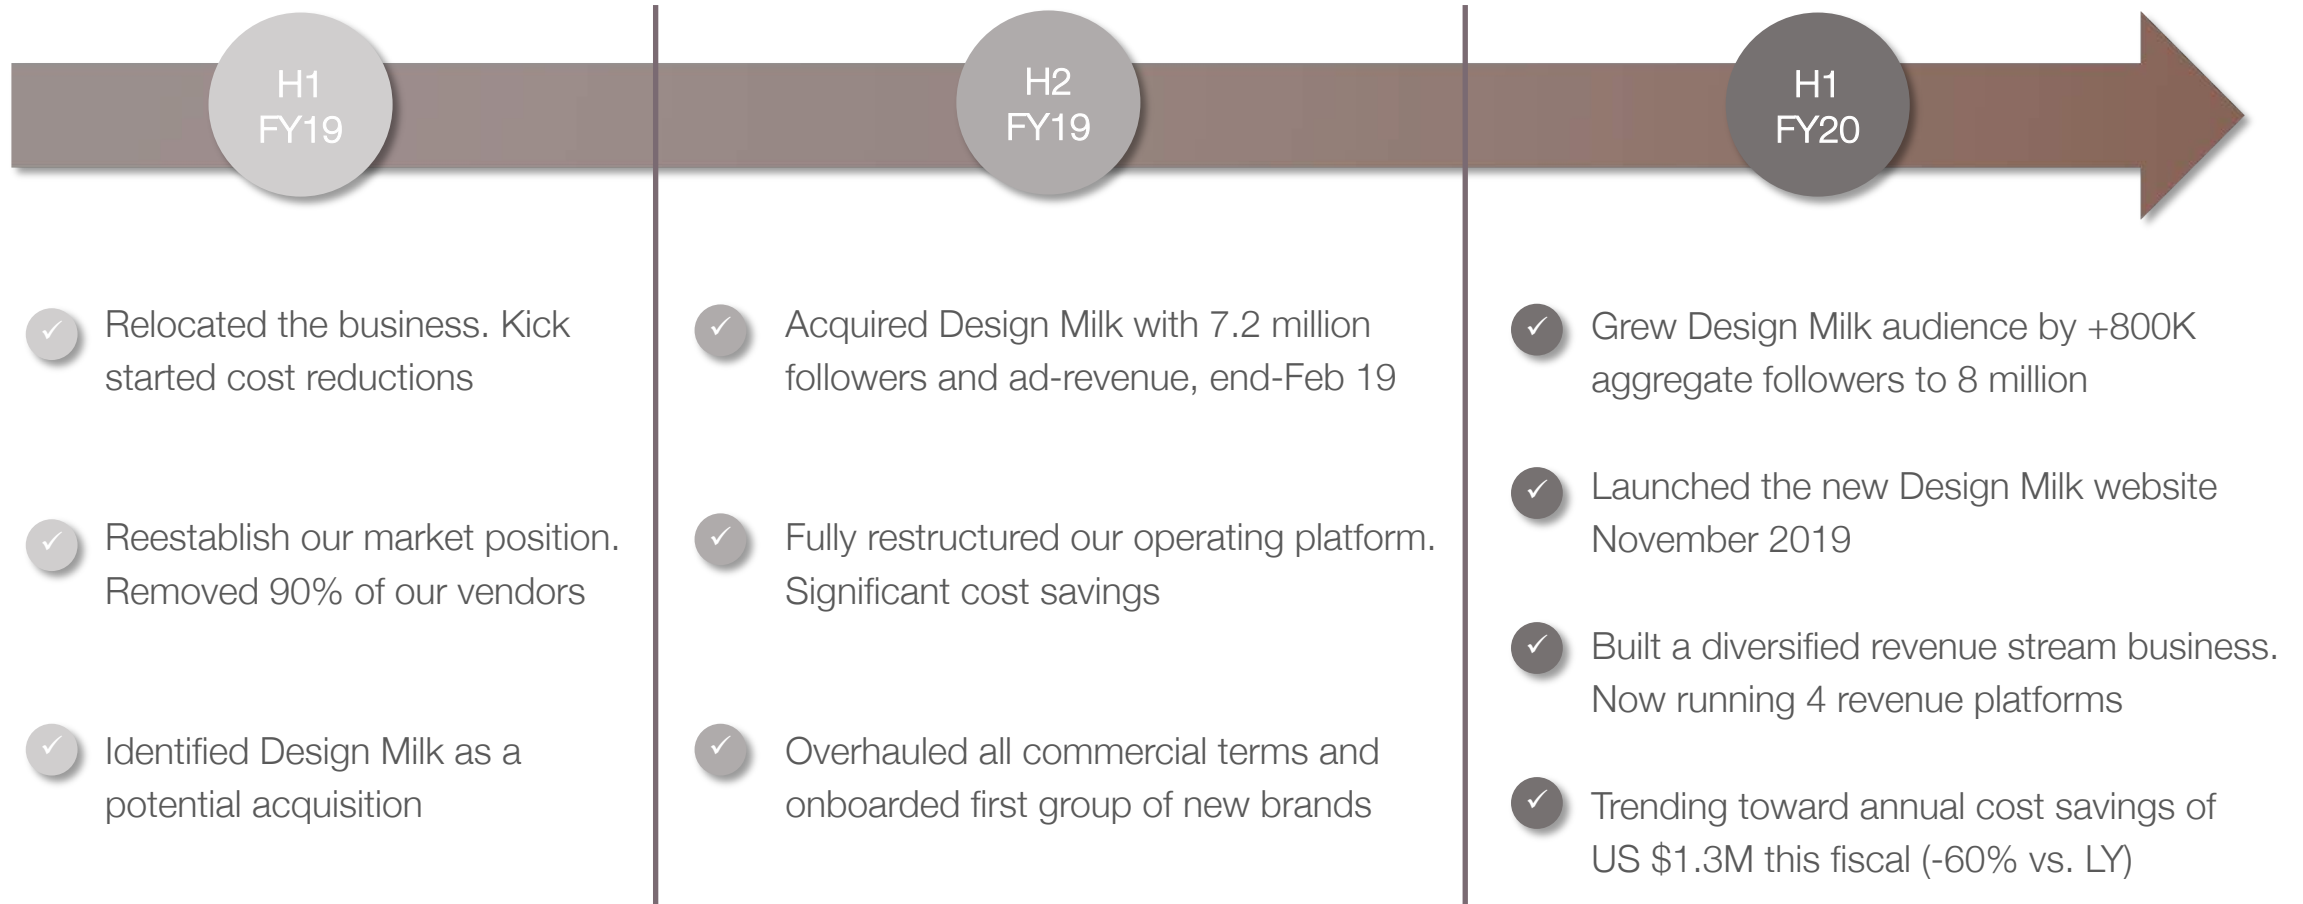 H1
FY19
H2
FY19
H1
FY20
Relocated the business. Kick
started cost reductions
Reestablish our market position.
Removed 90% of our vendors
Identified Design Milk as a
potential acquisition
Acquired Design Milk with 7.2 million
followers and ad-revenue, end-Feb 19
Fully restructured our operating platform.
Significant cost savings
Overhauled all commercial terms and
onboarded first group of new brands
Grew Design Milk audience by +800K
aggregate followers to 8 million
Launched the new Design Milk website
November 2019
Built a diversified revenue stream business.
Now running 4 revenue platforms
Trending toward annual cost savings of
US $1.3M this fiscal (-60% vs. LY)